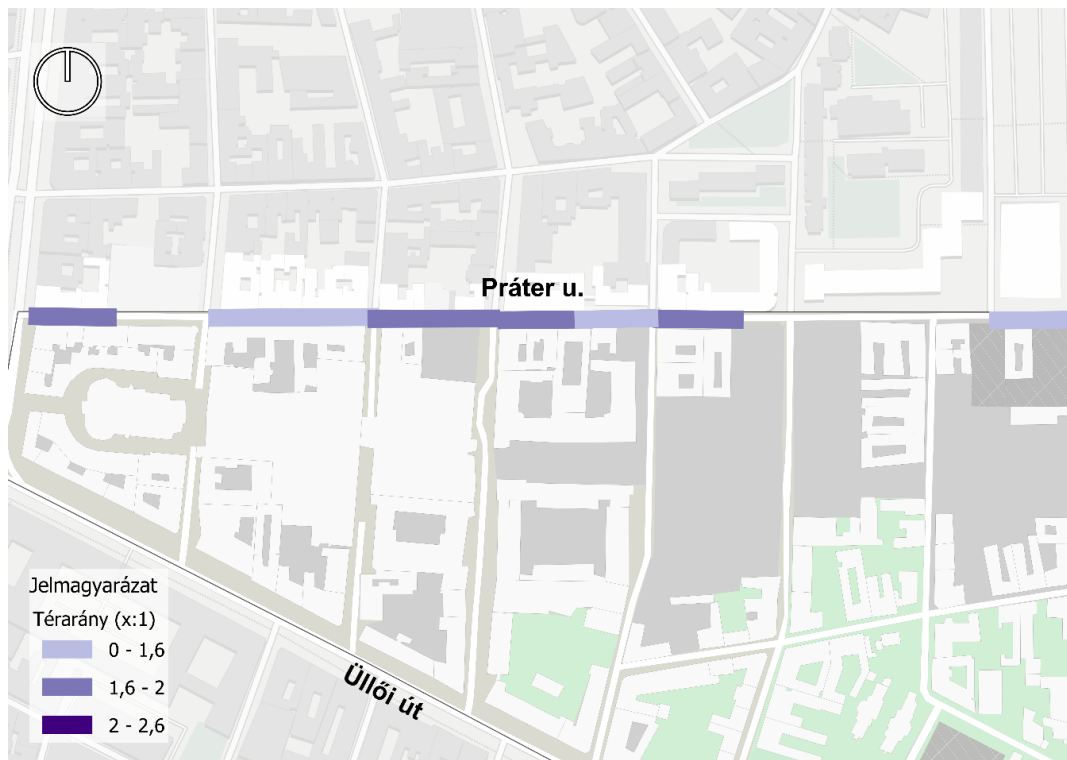 Práter u.
Jelmagyarázat
Térarány (x:1)
0 - 1,6
1,6 - 2
2 - 2,6
Üllői út